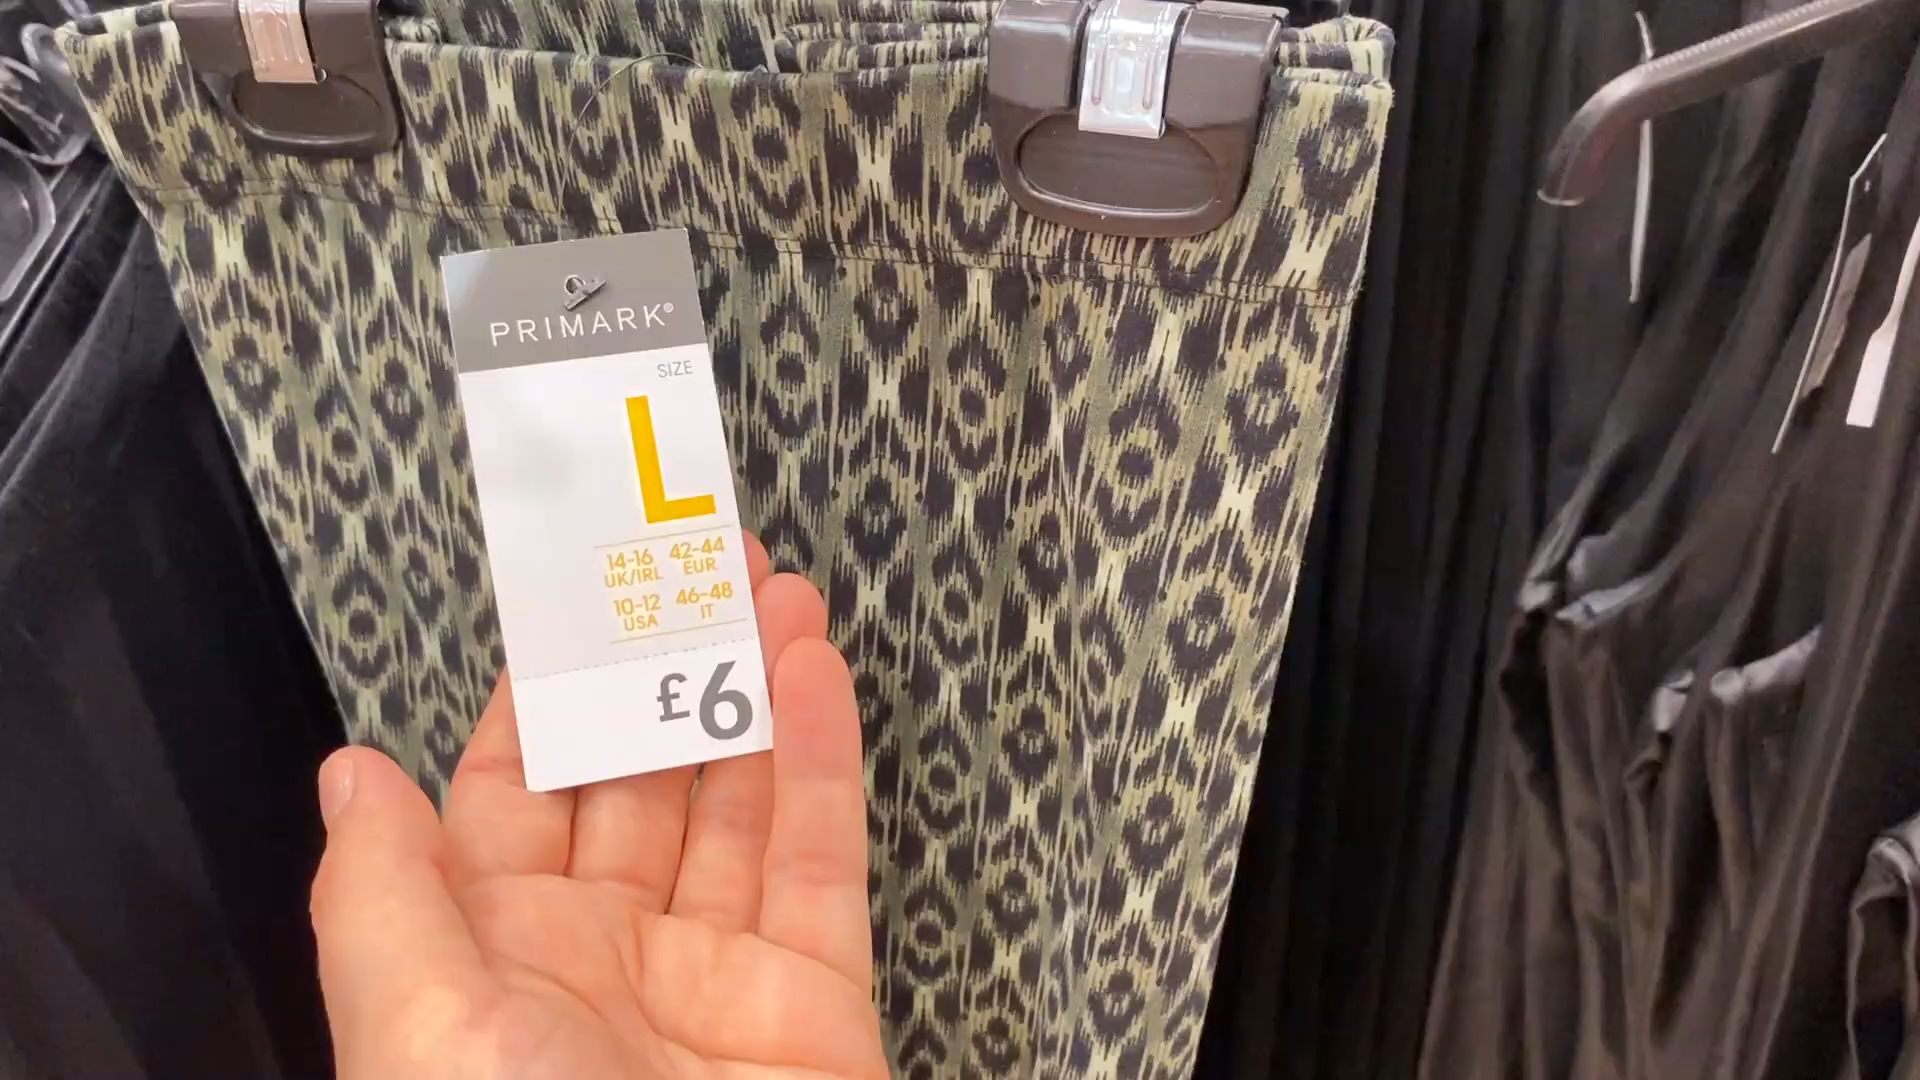 PRIMARK®
SIZE
L
14-16 42-44
UK/IRL EUR
10-12 46-48
USA IT
£6